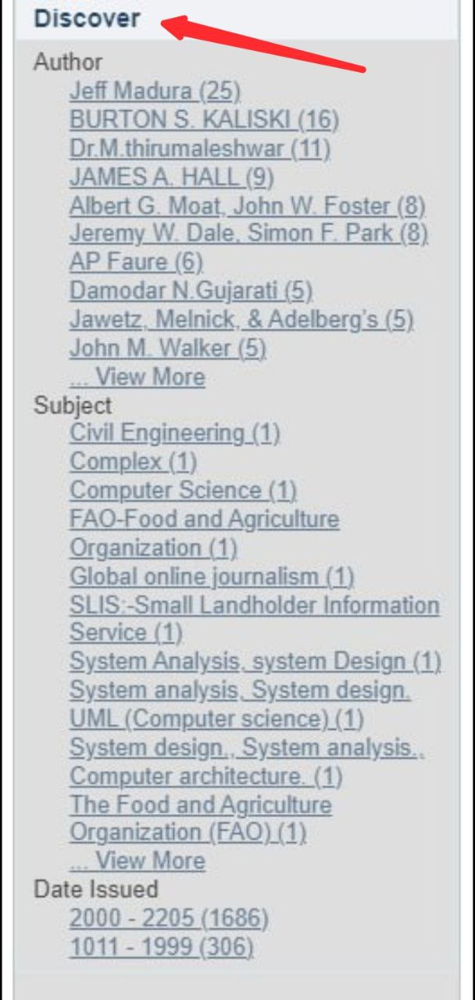 Discover
Author
Jeff Madura (25)
BURTON S. KALISKI (16)
Dr.M.thirumaleshwar (11)
JAMES A. HALL (9)
Albert G. Moat, John W. Foster (8)
Jeremy W. Dale, Simon F. Park (8)
AP Faure (6)
Damodar N.Gujarati (5)
Jawetz, Melnick, & Adelberg's (5)
John M. Walker (5)
... View More
Subject
Civil Engineering (1)
Complex (1)
Computer Science (1)
FAO-Food and Agriculture
Organization (1)
Global online journalism (1)
SLIS:-Small Landholder Information
Service (1)
System Analysis, system Design (1)
System analysis, System design.
UML (Computer science) (1)
System design., System analysis.,
Computer architecture. (1)
The Food and Agriculture
Organization (FAO) (1)
... View More
Date Issued
2000 - 2205 (1686)
1011 - 1999 (306)